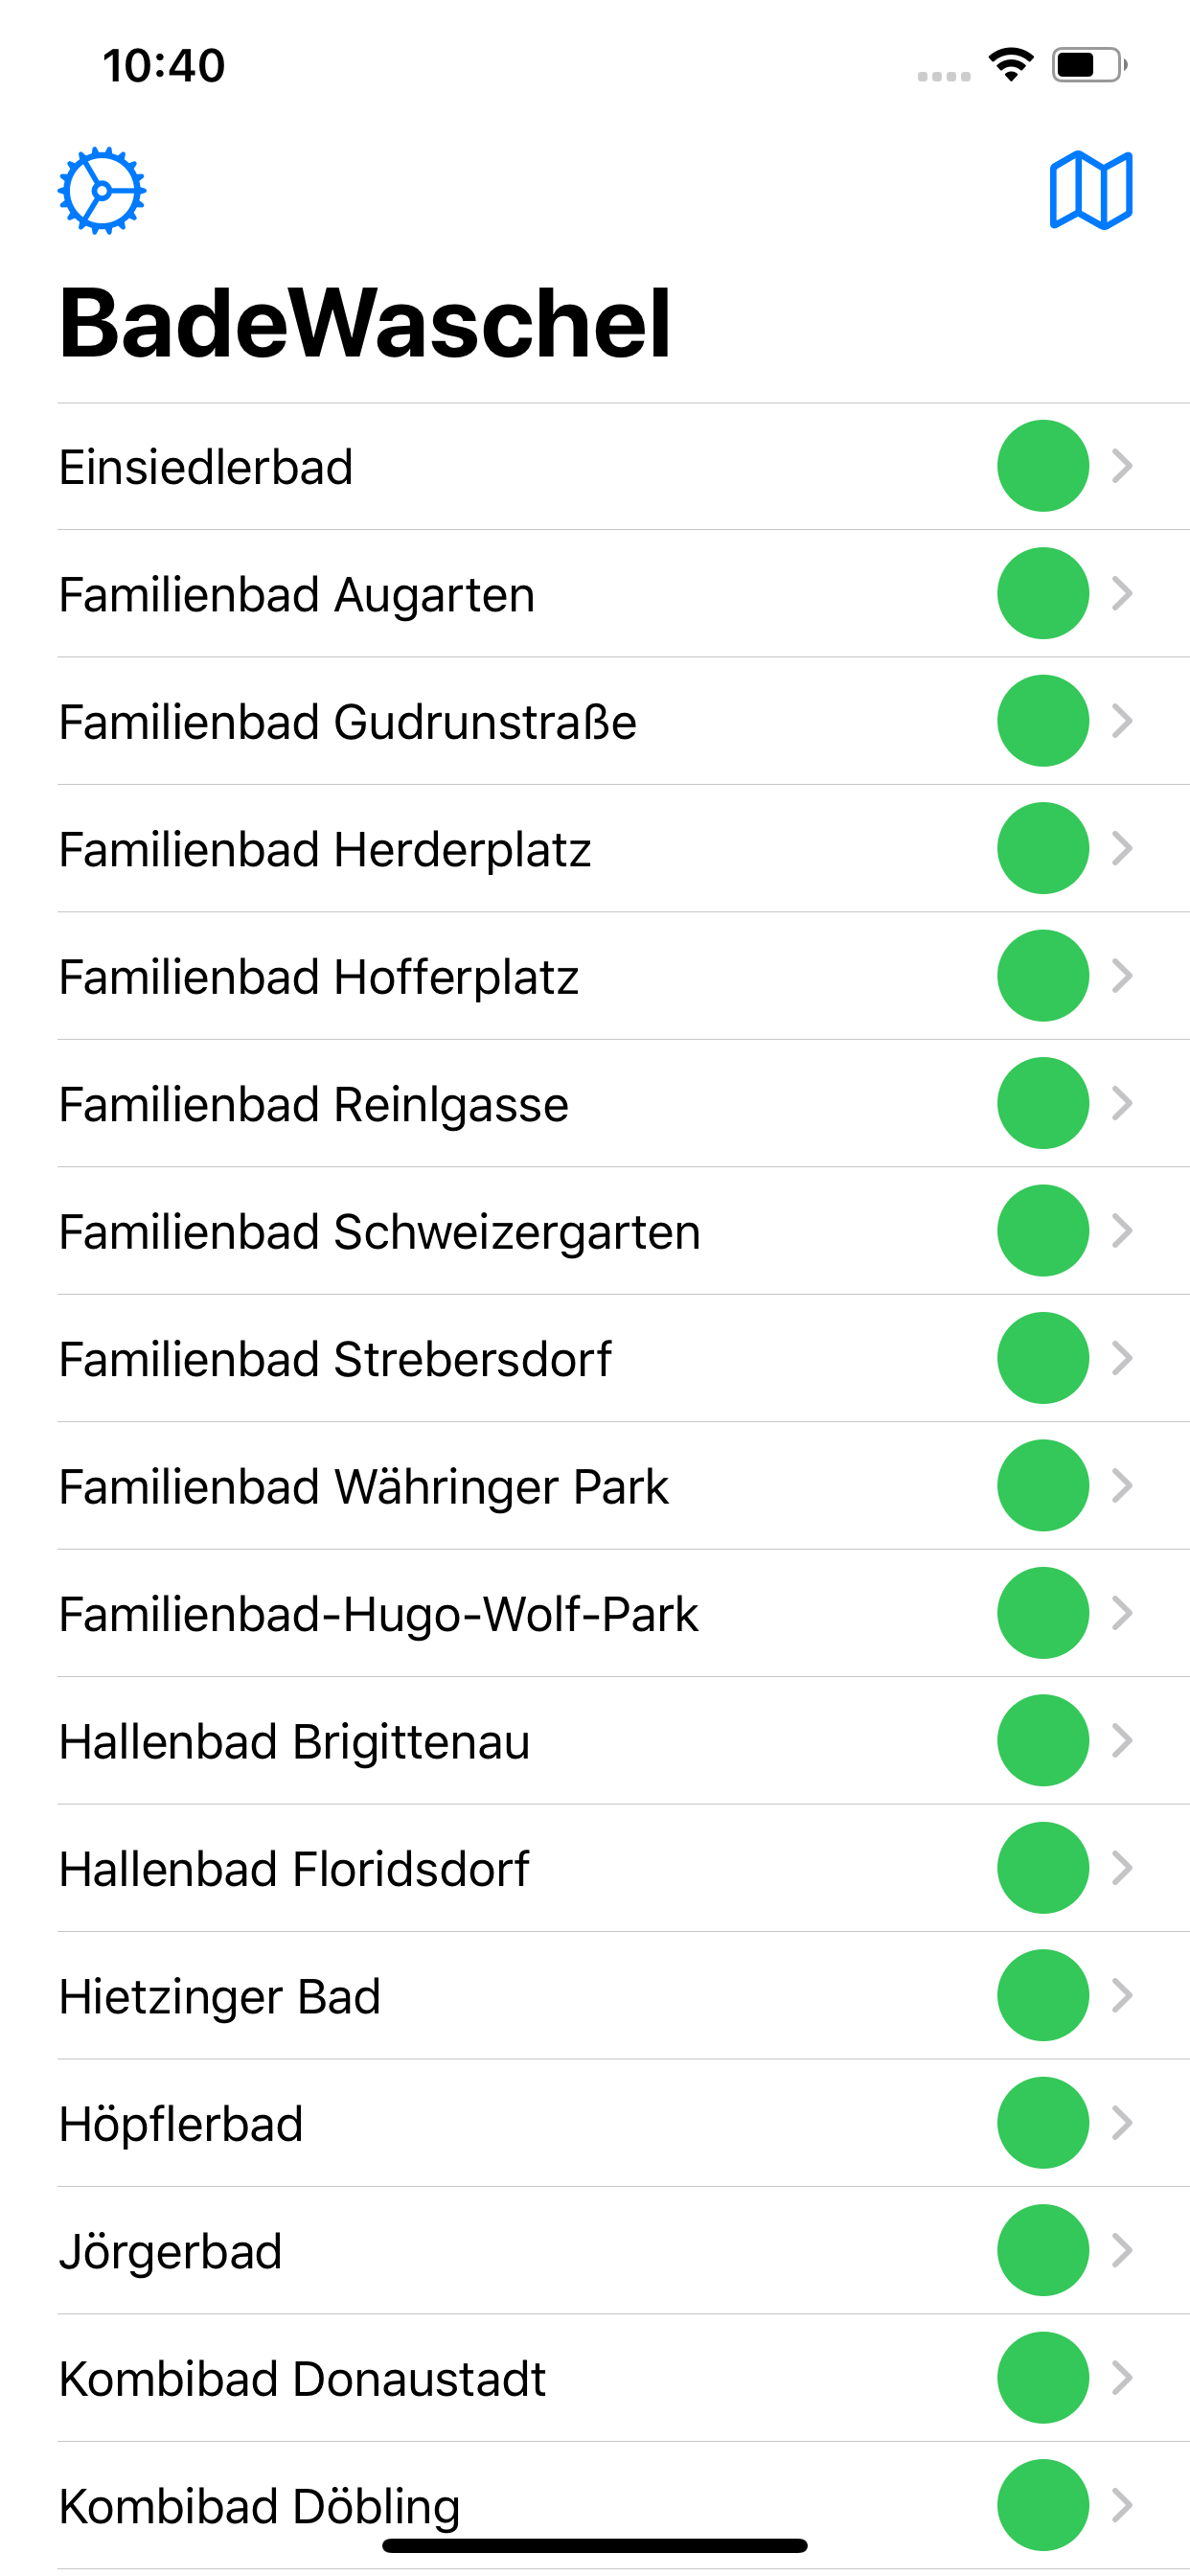 10:40
BadeWaschel
Einsiedlerbad
Familienbad Augarten
Familienbad Gudrunstraße
Familienbad Herderplatz
Familienbad Hofferplatz
Familienbad Reinlgasse
Familienbad Schweizergarten
Familienbad Strebersdorf
Familienbad Währinger Park
Familienbad-Hugo-Wolf-Park
Hallenbad Brigittenau
Hallenbad Floridsdorf
Hietzinger Bad
Höpflerbad
Jörgerbad
Kombibad Donaustadt
Kombibad Döbling